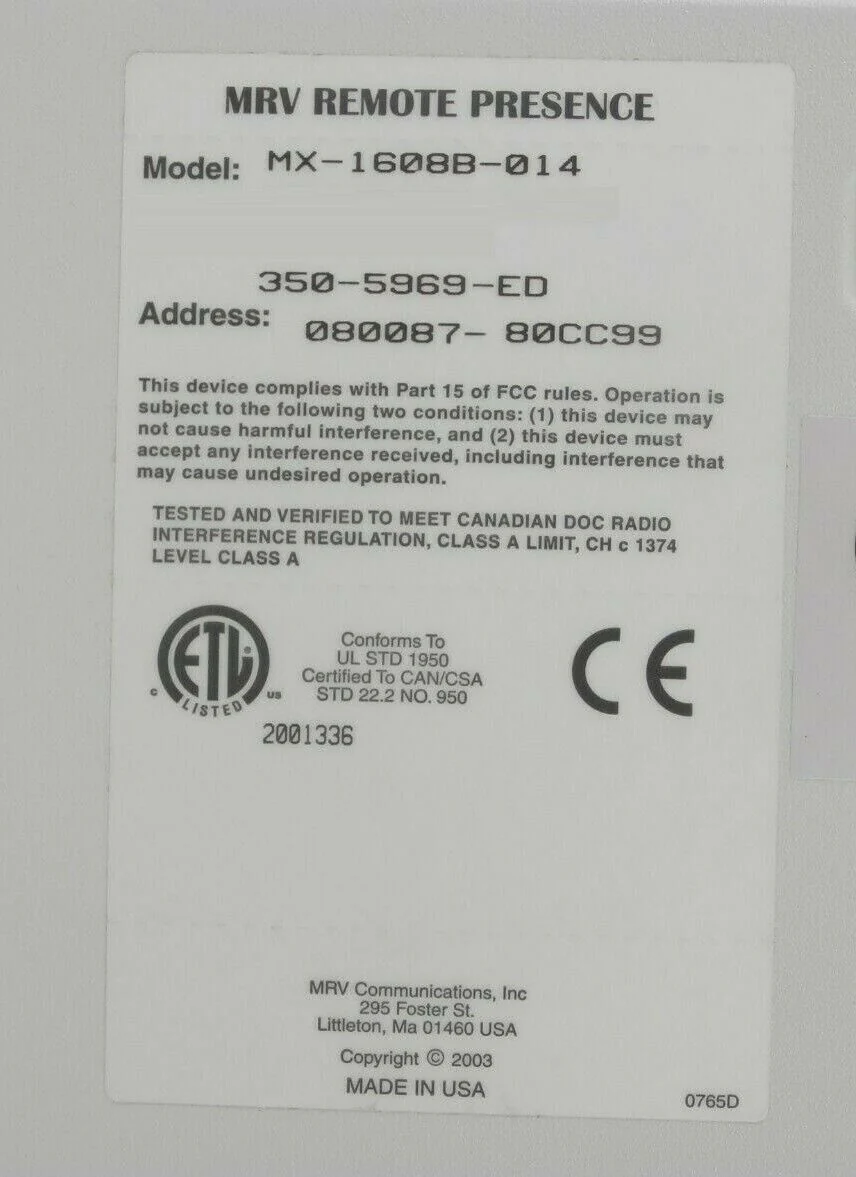 MRV REMOTE PRESENCE
Model: MX-1608B-014
350-5969-ED
Address: 080087- 80CC99
This device complies with Part 15 of FCC rules. Operation is
subject to the following two conditions: (1) this device may
not cause harmful interference, and (2) this device must
accept any interference received, including interference that
may cause undesired operation.
TESTED AND VERIFIED TO MEET CANADIAN DOC RADIO
INTERFERENCE REGULATION, CLASS A LIMIT, CH c 1374
LEVEL CLASS A
ETL
c us
LISTED
Conforms To
UL STD 1950
Certified To CAN/CSA
STD 22.2 NO. 950
2001336
CE
MRV Communications, Inc
295 Foster St.
Littleton, Ma 01460 USA
Copyright © 2003
MADE IN USA
0765D